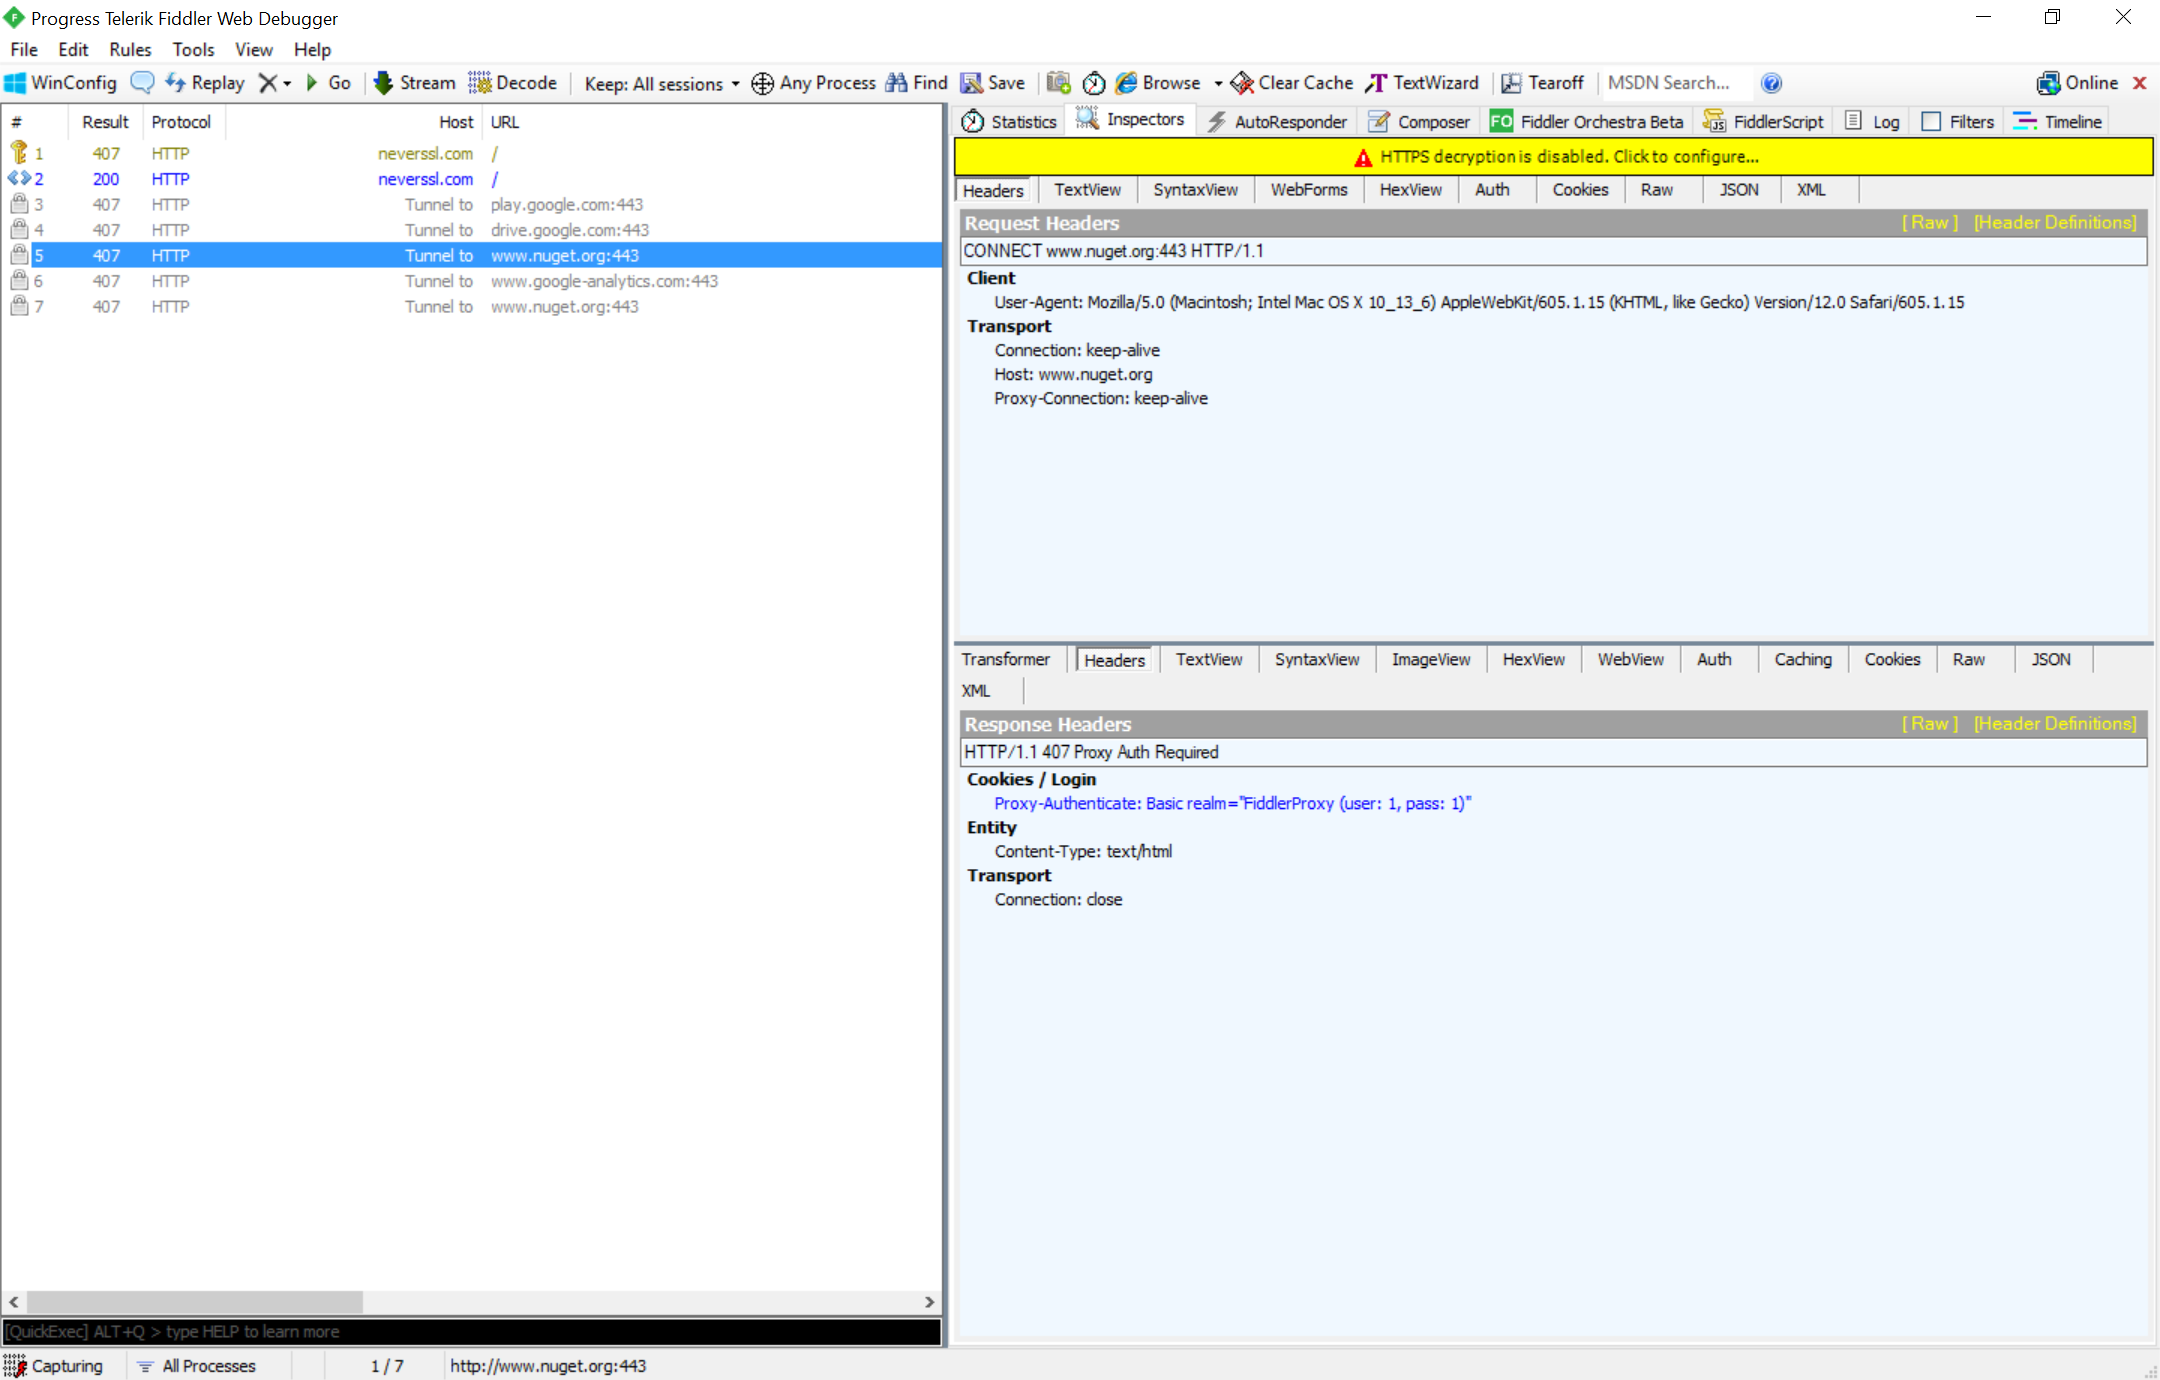 Progress Telerik Fiddler Web Debugger
File Edit Rules Tools View Help
WinConfig Replay Go Stream Decode Keep: All sessions Any Process Find Save Browse Clear Cache TextWizard Tearoff MSDN Search... Online
# Result Protocol Host URL
1 407 HTTP neverssl.com /
2 200 HTTP neverssl.com /
3 407 HTTP Tunnel to play.google.com:443
4 407 HTTP Tunnel to drive.google.com:443
5 407 HTTP Tunnel to www.nuget.org:443
6 407 HTTP Tunnel to www.google-analytics.com:443
7 407 HTTP Tunnel to www.nuget.org:443
[QuickExec] ALT+Q > type HELP to learn more
Statistics Inspectors AutoResponder Composer FO Fiddler Orchestra Beta FiddlerScript Log Filters Timeline
HTTPS decryption is disabled. Click to configure...
Headers TextView SyntaxView WebForms HexView Auth Cookies Raw JSON XML
Request Headers [ Raw ] [Header Definitions]
CONNECT www.nuget.org:443 HTTP/1.1
Client
User-Agent: Mozilla/5.0 (Macintosh; Intel Mac OS X 10_13_6) AppleWebKit/605.1.15 (KHTML, like Gecko) Version/12.0 Safari/605.1.15
Transport
Connection: keep-alive
Host: www.nuget.org
Proxy-Connection: keep-alive
Transformer Headers TextView SyntaxView ImageView HexView WebView Auth Caching Cookies Raw JSON
XML
Response Headers [ Raw ] [Header Definitions]
HTTP/1.1 407 Proxy Auth Required
Cookies / Login
Proxy-Authenticate: Basic realm="FiddlerProxy (user: 1, pass: 1)"
Entity
Content-Type: text/html
Transport
Connection: close
Capturing All Processes 1 / 7 http://www.nuget.org:443